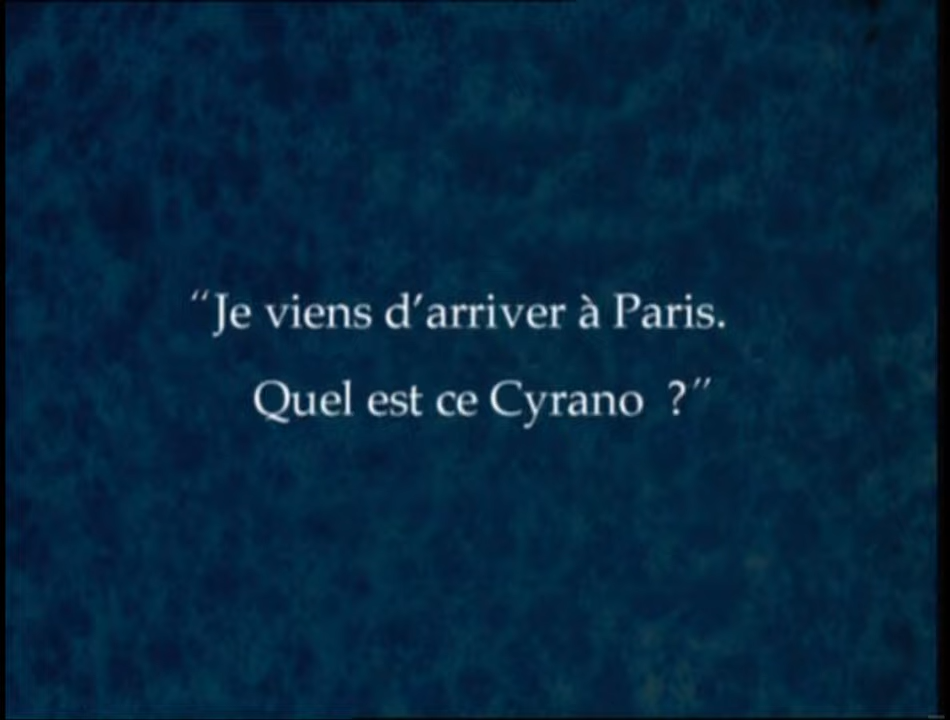 “Je viens d’arriver à Paris.
Quel est ce Cyrano ?”